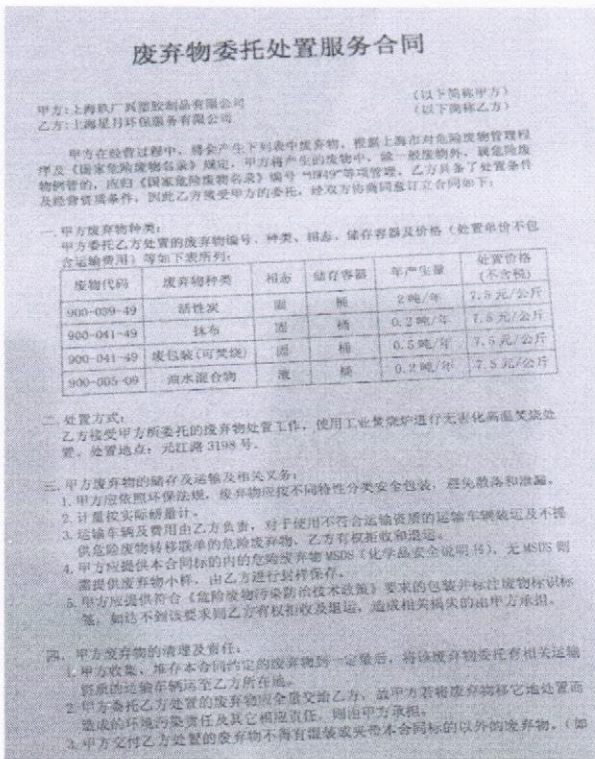 废弃物委托处置服务合同
甲方:上海玖广兴塑胶制品有限公司 (以下简称甲方)
乙方:上海星月环保服务有限公司 (以下简称乙方)
甲方在经营过程中，将会产生下列表中废弃物，根据上海市对危险废物管理程
序及《国家危险废物名录》规定，甲方将产生的废物中，除一般废物外，属危险废
物例管的，应归《国家危险废物名录》编号“HW49”等项管理，乙方具备了处置条件
及经营资质条件，因此乙方接受甲方的委托，经双方协商同意订立合同如下：
一、甲方废弃物种类：
甲方委托乙方处置的废弃物编号、种类、相态、储存容器及价格（处置单价不包
含运输费用）等如下表所列：
废物代码 废弃物种类 相态 储存容器 年产生量 处置价格(不含税)
900-039-49 活性炭 固 桶 2吨/年 7.5元/公斤
900-041-49 抹布 固 桶 0.2吨/年 7.5元/公斤
900-041-49 废包装(可焚烧) 固 桶 0.5吨/年 7.5元/公斤
900-005-09 油水混合物 液 桶 0.2吨/年 7.5元/公斤
二、处置方式：
乙方接受甲方所委托的废弃物处置工作，使用工业焚烧炉进行无害化高温焚烧处
置。处置地点：元江路3198号。
三、甲方废弃物的储存及运输及相关义务：
1.甲方应依照环保法规，废弃物应按不同特性分类安全包装，避免散落和泄漏。
2.计量按实际磅量计。
3.运输车辆及费用由乙方负责，对于使用不符合运输资质的运输车辆装运及不提
供危险废物转移联单的危险废弃物，乙方有权拒收和退运。
4.甲方应提供本合同标的内的危险废弃物MSDS（化学品安全说明书），无MSDS则
需提供废弃物小样，由乙方进行封样保存。
5.甲方应提供符合《危险废物污染防治技术政策》要求的包装并标注废物标识标
签，如达不到该要求则乙方有权拒收及退运，造成相关损失的由甲方承担。
四、甲方废弃物的清理及责任：
1.甲方收集、堆存本合同约定的废弃物到一定量后，将该废弃物委托有相关运输
资质的运输车辆运至乙方所在地。
2.甲方委托乙方处置的废弃物应全量交给乙方，故甲方若将废弃物移它地处置而
造成的环境污染责任及其它相应责任，则由甲方承担。
3.甲方交付乙方处置的废弃物不得有混装或夹带本合同标的以外的废弃物。（如